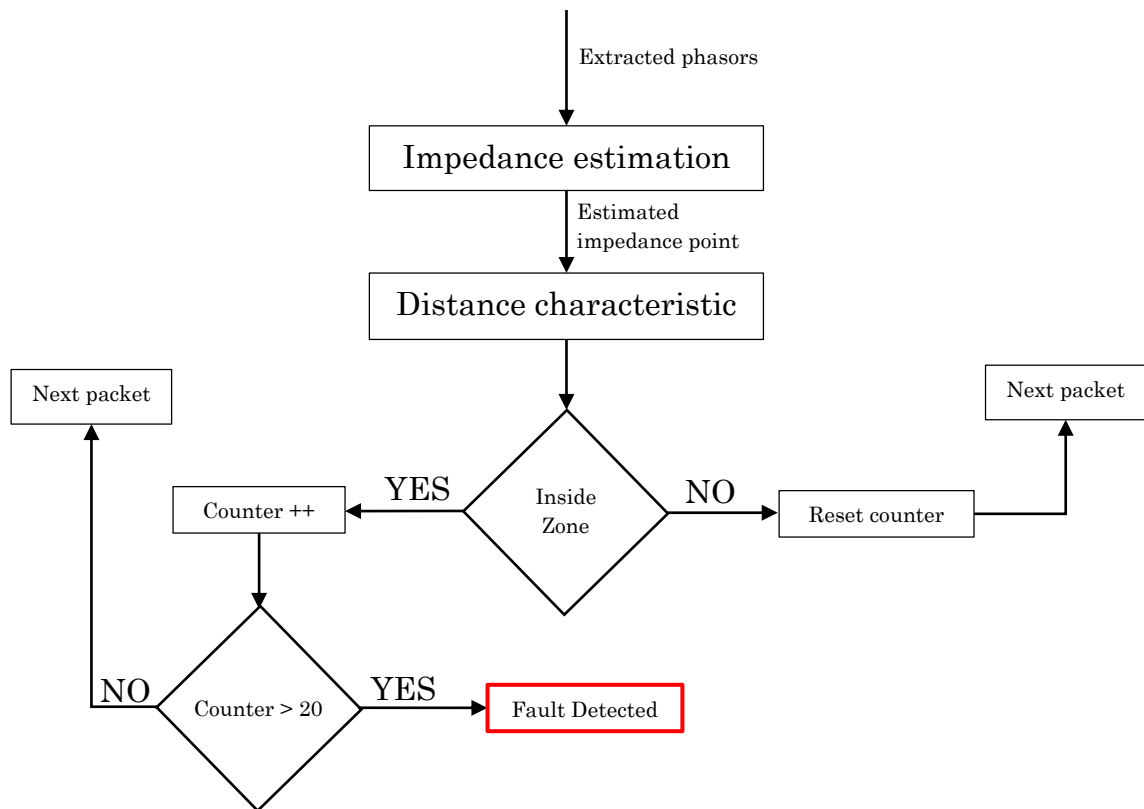 Extracted phasors
Impedance estimation
Estimated
impedance point
Distance characteristic
Next packet
Next packet
YES
Inside
Zone
NO
Counter ++
Reset counter
NO
Counter > 20
YES
Fault Detected